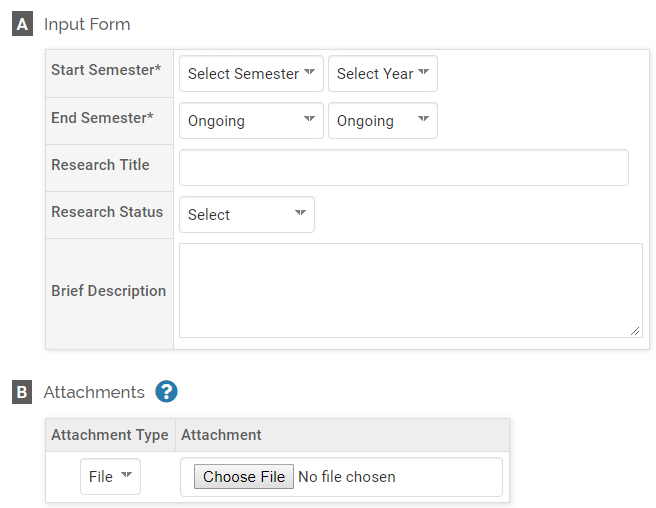 A Input Form
Start Semester* Select Semester Select Year
End Semester* Ongoing Ongoing
Research Title
Research Status Select
Brief Description
B Attachments ?
Attachment Type Attachment
File Choose File No file chosen